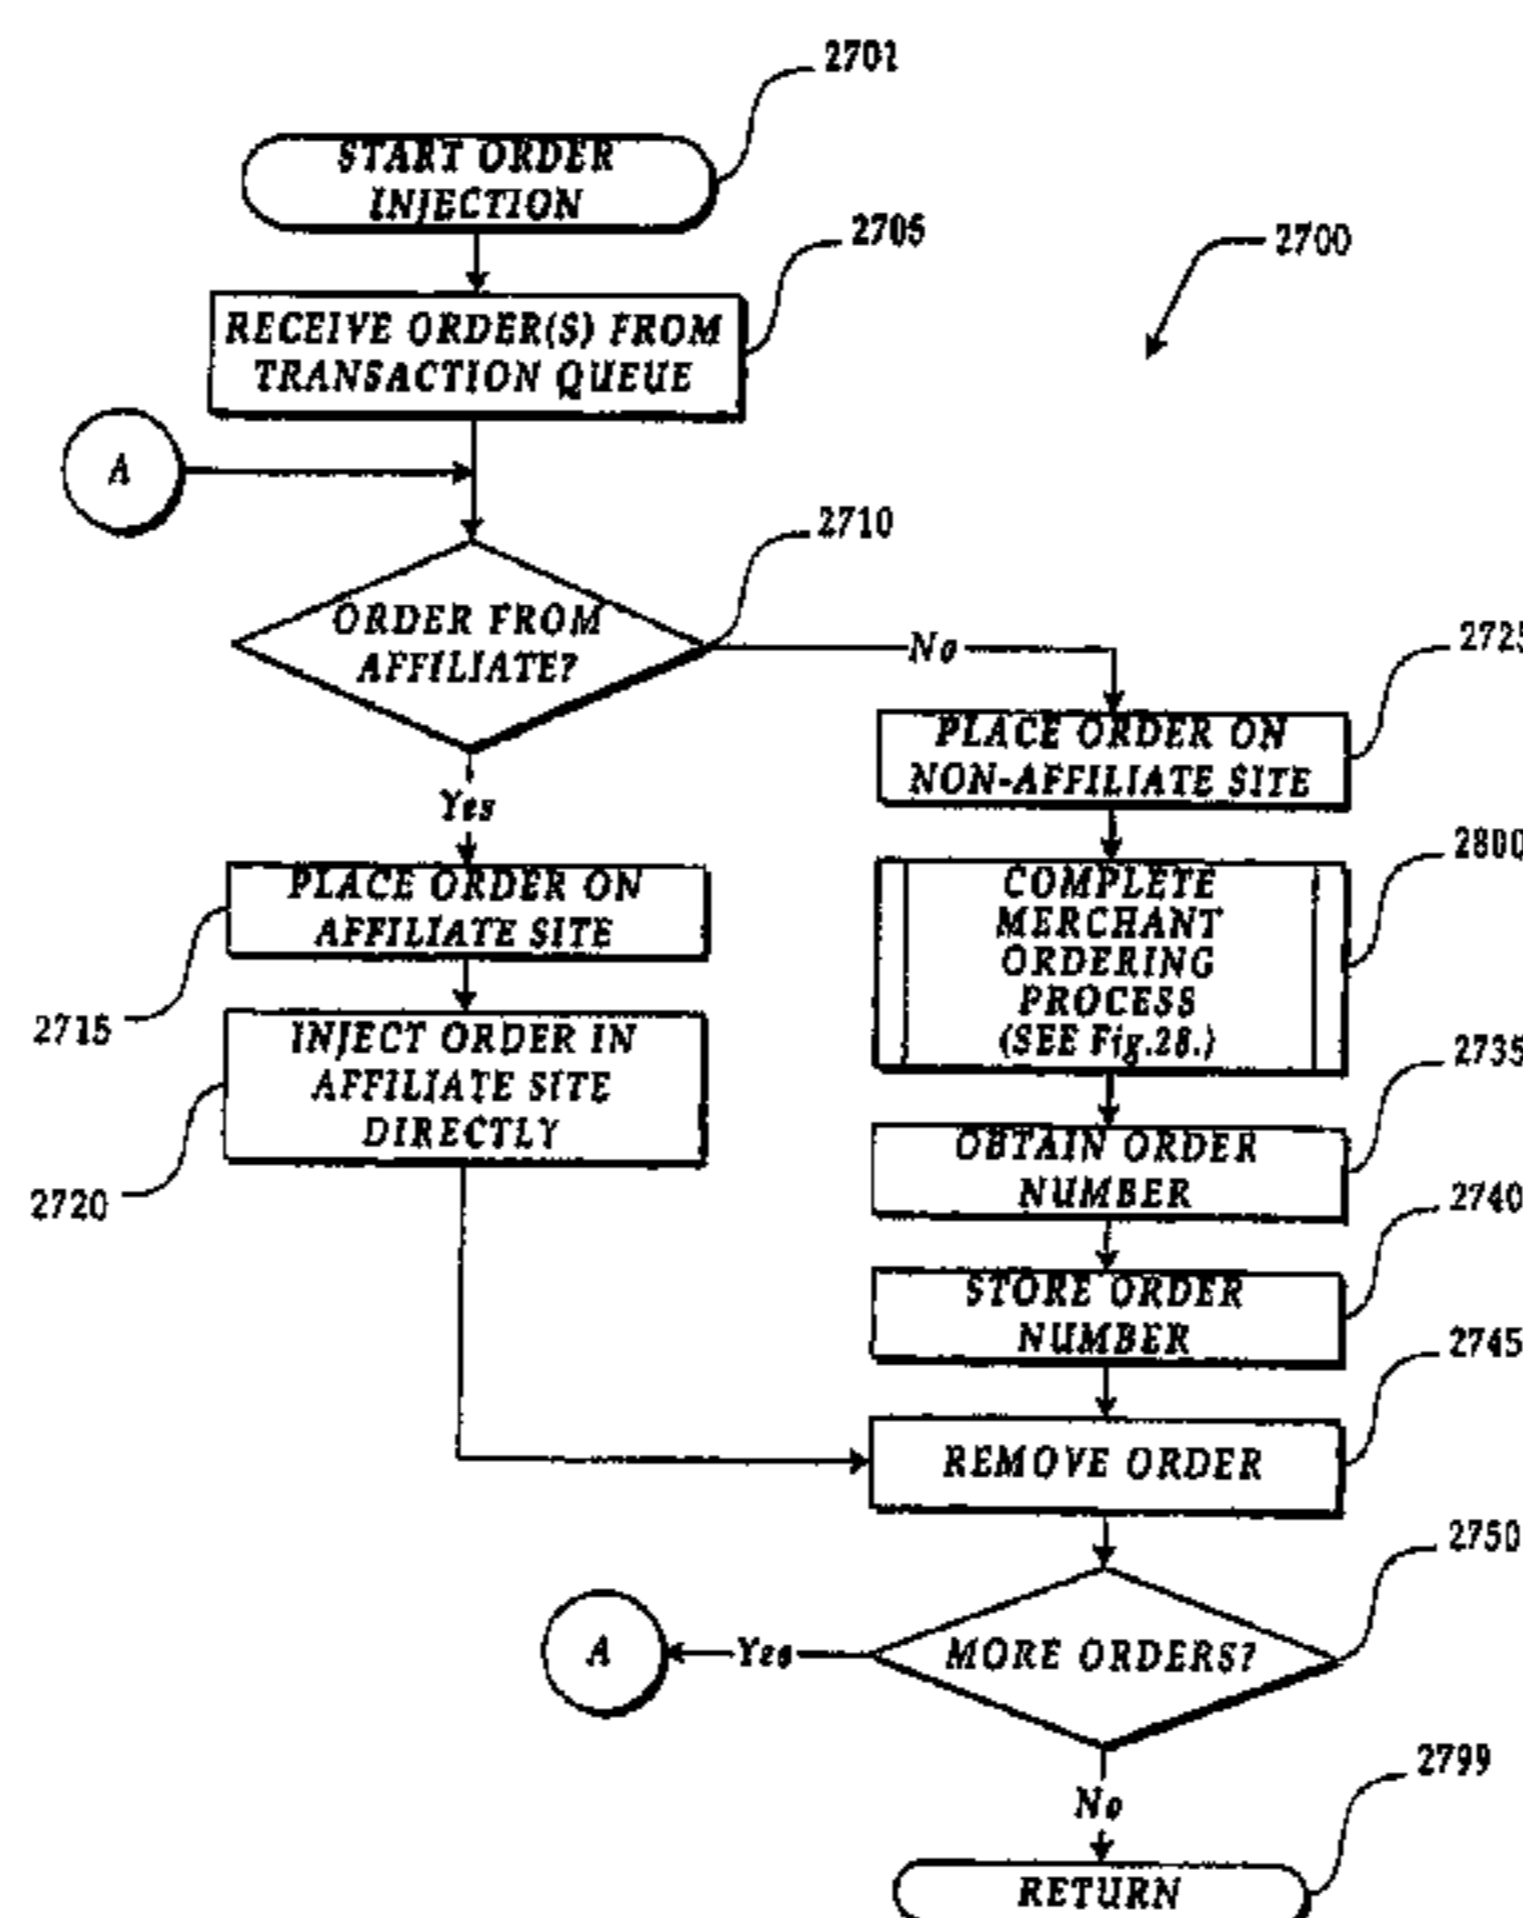 2701
START ORDER
INJECTION
2705
2700
RECEIVE ORDER(S) FROM
TRANSACTION QUEUE
A
2710
ORDER FROM
AFFILIATE?
No
2725
PLACE ORDER ON
NON-AFFILIATE SITE
Yes
PLACE ORDER ON
AFFILIATE SITE
2715
2800
COMPLETE
MERCHANT
ORDERING
PROCESS
(SEE Fig.28.)
INJECT ORDER IN
AFFILIATE SITE
DIRECTLY
2720
2735
OBTAIN ORDER
NUMBER
2740
STORE ORDER
NUMBER
2745
REMOVE ORDER
2750
MORE ORDERS?
Yes
A
No
2799
RETURN